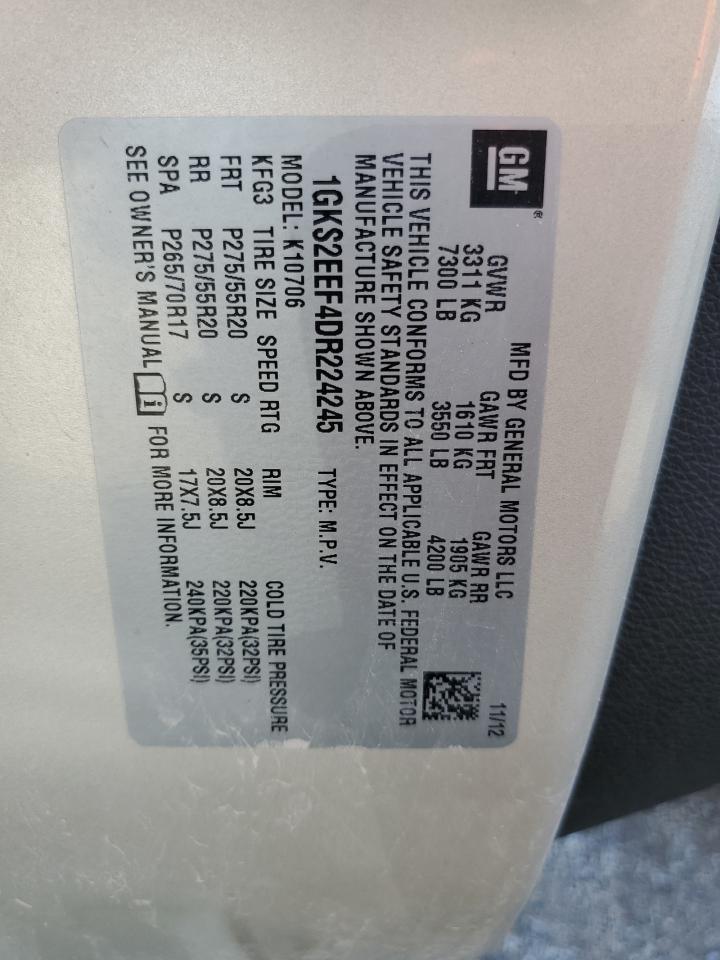 GM®
MFD BY GENERAL MOTORS LLC 11/12
GVWR GAWR FRT GAWR RR
3311 KG 1610 KG 1905 KG
7300 LB 3550 LB 4200 LB
THIS VEHICLE CONFORMS TO ALL APPLICABLE U.S. FEDERAL MOTOR
VEHICLE SAFETY STANDARDS IN EFFECT ON THE DATE OF
MANUFACTURE SHOWN ABOVE.
1GKS2EEF4DR224245 TYPE: M.P.V.
MODEL: K10706
KFG3 TIRE SIZE SPEED RTG RIM COLD TIRE PRESSURE
FRT P275/55R20 S 20X8.5J 220KPA(32PSI)
RR P275/55R20 S 20X8.5J 220KPA(32PSI)
SPA P265/70R17 S 17X7.5J 240KPA(35PSI)
SEE OWNER'S MANUAL i FOR MORE INFORMATION.